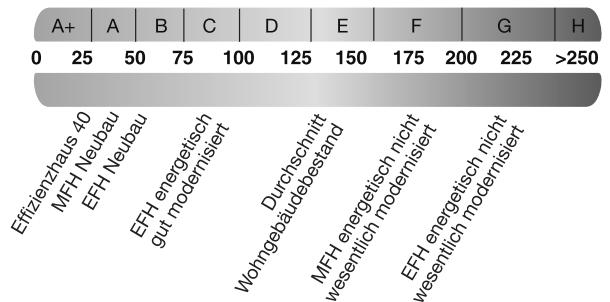 A+ A B C D E F G H
0 25 50 75 100 125 150 175 200 225 >250
Effizienzhaus 40
MFH Neubau
EFH Neubau
EFH energetisch
gut modernisiert
Durchschnitt
Wohngebäudebestand
MFH energetisch nicht
wesentlich modernisiert
EFH energetisch nicht
wesentlich modernisiert